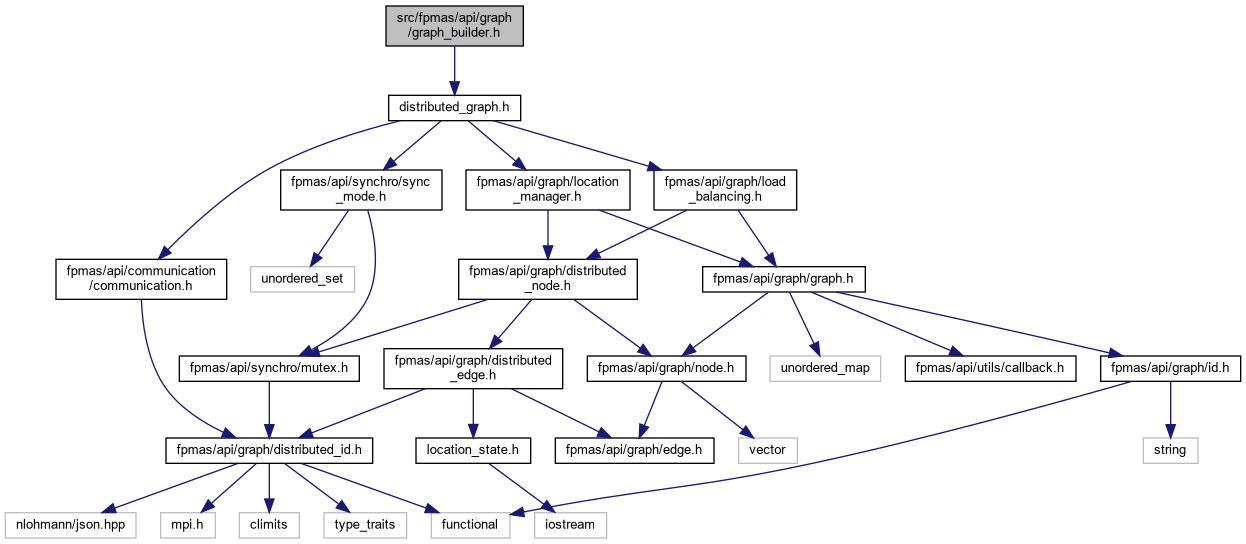 src/fpmas/api/graph
/graph_builder.h
distributed_graph.h
fpmas/api/synchro/sync
_mode.h
fpmas/api/graph/location
_manager.h
fpmas/api/graph/load
_balancing.h
fpmas/api/communication
/communication.h
unordered_set
fpmas/api/graph/distributed
_node.h
fpmas/api/graph/graph.h
fpmas/api/synchro/mutex.h
fpmas/api/graph/distributed
_edge.h
fpmas/api/graph/node.h
unordered_map
fpmas/api/utils/callback.h
fpmas/api/graph/id.h
fpmas/api/graph/distributed_id.h
location_state.h
fpmas/api/graph/edge.h
vector
string
nlohmann/json.hpp
mpi.h
climits
type_traits
functional
iostream